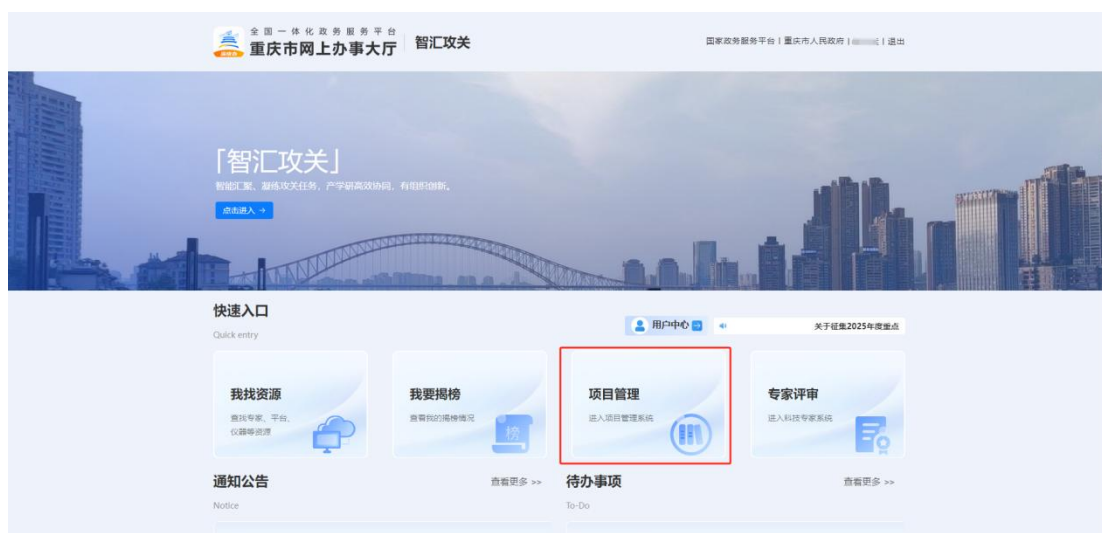 全国一体化政务服务平台
重庆市网上办事大厅
智汇攻关
国家政务服务平台 | 重庆市人民政府 | | 退出
「智汇攻关」
智能汇聚、凝练攻关任务，产学研高效协同，有组织创新。
点击进入 →
快速入口
Quick entry
用户中心
关于征集2025年度重点
我找资源
查找专家、平台、
仪器等资源
我要揭榜
查看我的揭榜情况
榜
项目管理
进入项目管理系统
专家评审
进入科技专家系统
通知公告
查看更多 >>
Notice
待办事项
查看更多 >>
To-Do